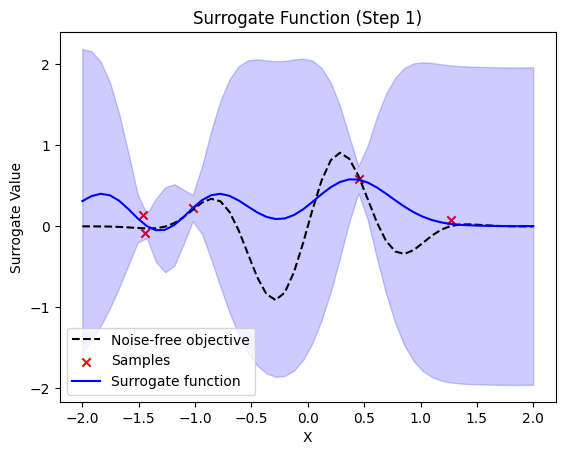 Surrogate Function (Step 1)
Surrogate Value
2
1
0
−1
−2
Noise-free objective
Samples
Surrogate function
−2.0 −1.5 −1.0 −0.5 0.0 0.5 1.0 1.5 2.0
X